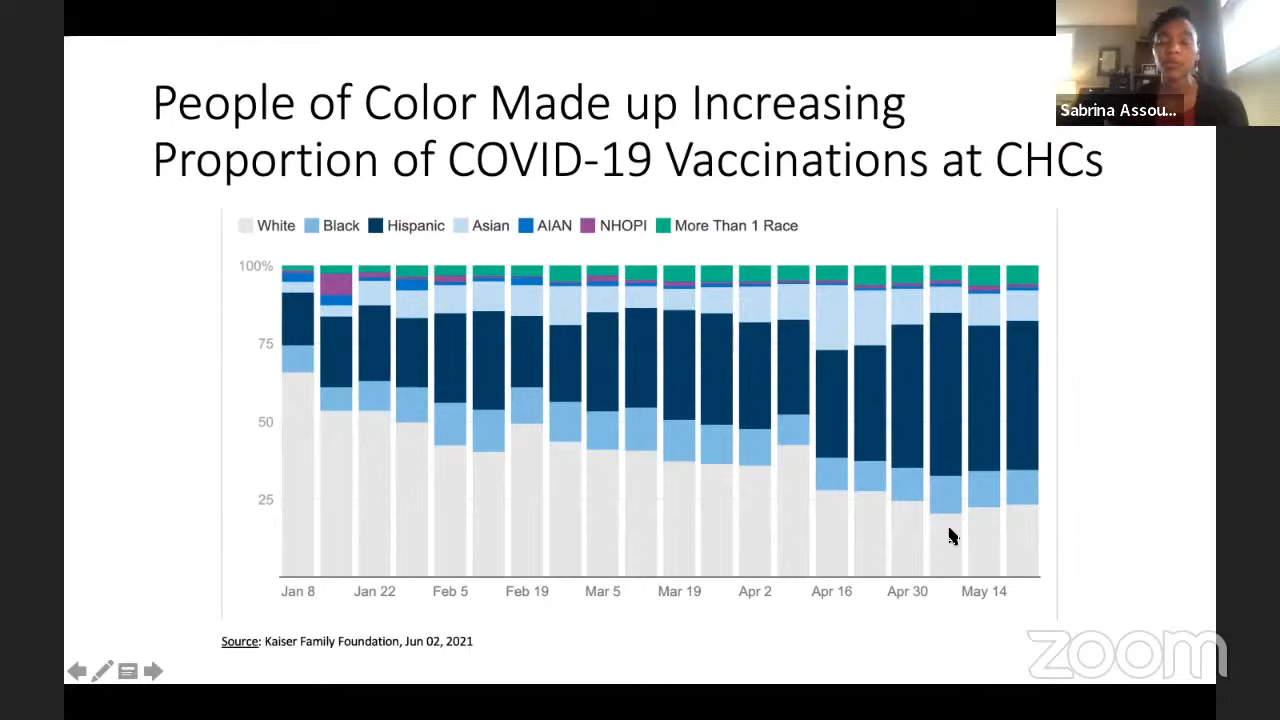 Sabrina Assou...
People of Color Made up Increasing
Proportion of COVID-19 Vaccinations at CHCs
White Black Hispanic Asian AIAN NHOPI More Than 1 Race
100%
75
50
25
Jan 8 Jan 22 Feb 5 Feb 19 Mar 5 Mar 19 Apr 2 Apr 16 Apr 30 May 14
Source: Kaiser Family Foundation, Jun 02, 2021
zoom